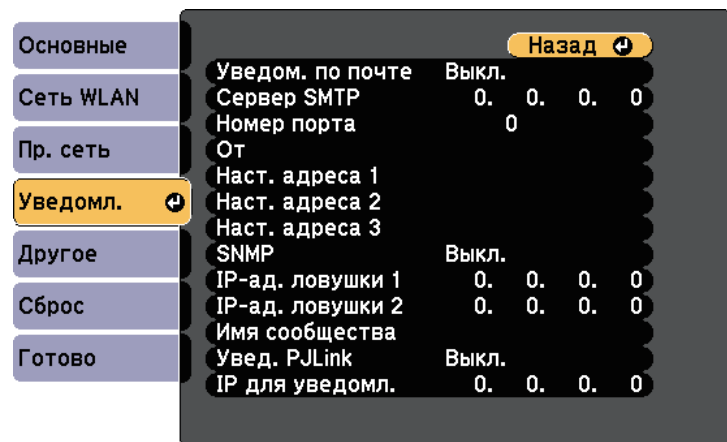 Основные
Сеть WLAN
Пр. сеть
Уведомл.
Другое
Сброс
Готово
Назад
Уведом. по почте Выкл.
Сервер SMTP 0. 0. 0. 0
Номер порта 0
От
Наст. адреса 1
Наст. адреса 2
Наст. адреса 3
SNMP Выкл.
IP-ад. ловушки 1 0. 0. 0. 0
IP-ад. ловушки 2 0. 0. 0. 0
Имя сообщества
Увед. PJLink Выкл.
IP для уведомл. 0. 0. 0. 0